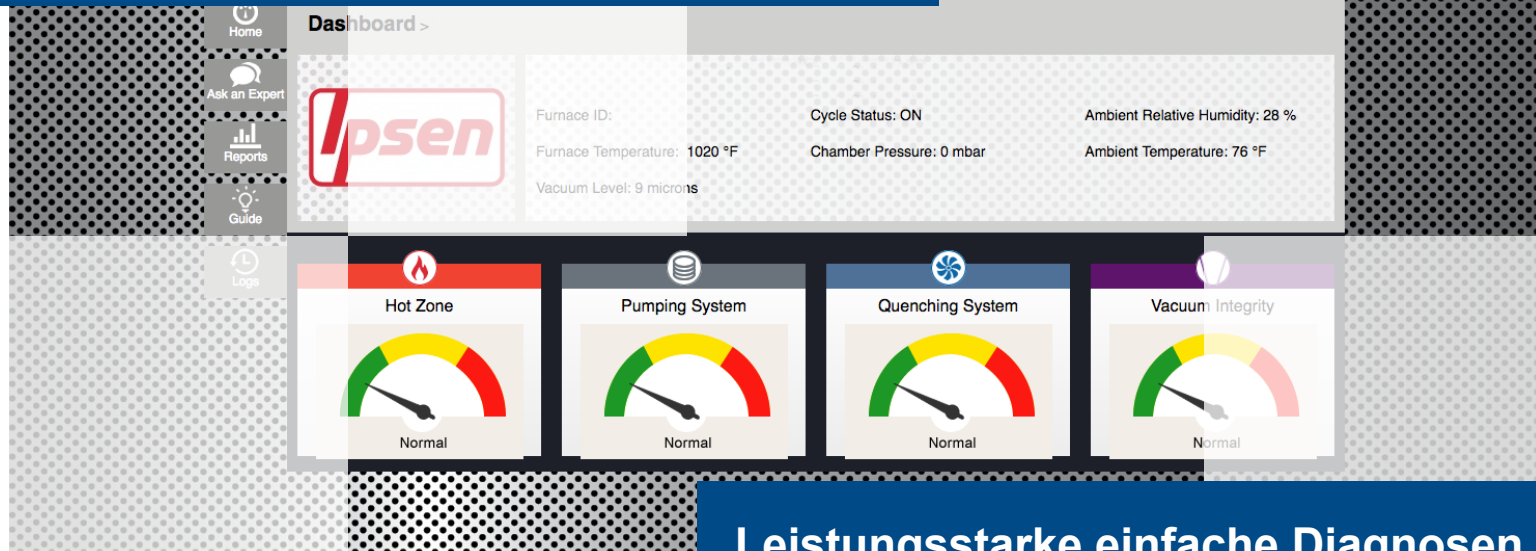 Home
Dashboard >
Ask an Expert
Reports
Guide
Logs
Ipsen
Furnace ID:
Cycle Status: ON
Ambient Relative Humidity: 28 %
Furnace Temperature: 1020 °F
Chamber Pressure: 0 mbar
Ambient Temperature: 76 °F
Vacuum Level: 9 microns
Hot Zone
Pumping System
Quenching System
Vacuum Integrity
Normal
Normal
Normal
Normal
Leistungsstarke einfache Diagnosen